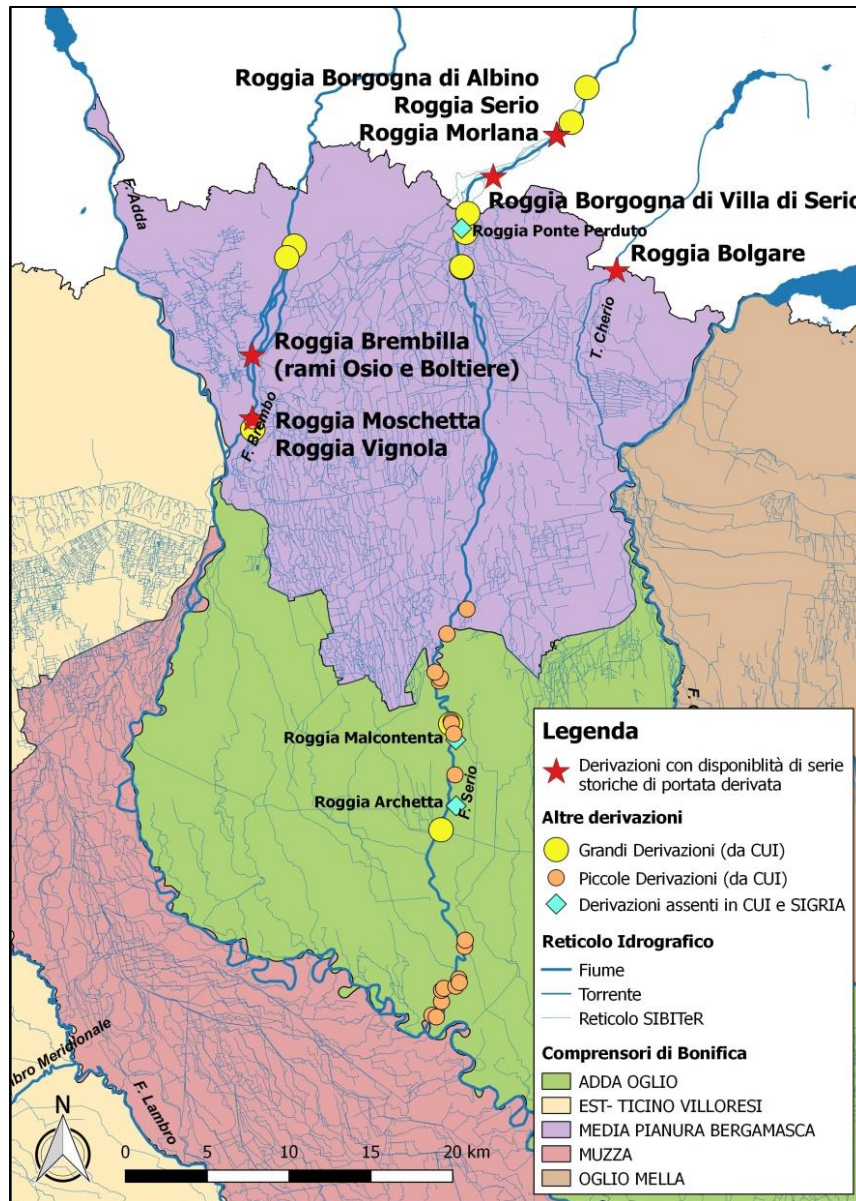 Roggia Borgogna di Albino
Roggia Serio
Roggia Morlana
F. Adda
Roggia Borgogna di Villa di Serio
Roggia Ponte Perduto
Roggia Bolgare
T. Cherio
Roggia Brembilla
(rami Osio e Boltiere)
Roggia Moschetta
Roggia Vignola
F. Brembo
Roggia Malcontenta
Roggia Archetta
F. Serio
F.
Legenda
Derivazioni con disponiblità di serie
storiche di portata derivata
Altre derivazioni
Grandi Derivazioni (da CUI)
Piccole Derivazioni (da CUI)
Derivazioni assenti in CUI e SIGRIA
Reticolo Idrografico
Fiume
Torrente
Reticolo SIBITeR
Comprensori di Bonifica
ADDA OGLIO
EST- TICINO VILLORESI
MEDIA PIANURA BERGAMASCA
MUZZA
OGLIO MELLA
mbro Meridionale
F. Lambro
N
0 5 10 15 20 km